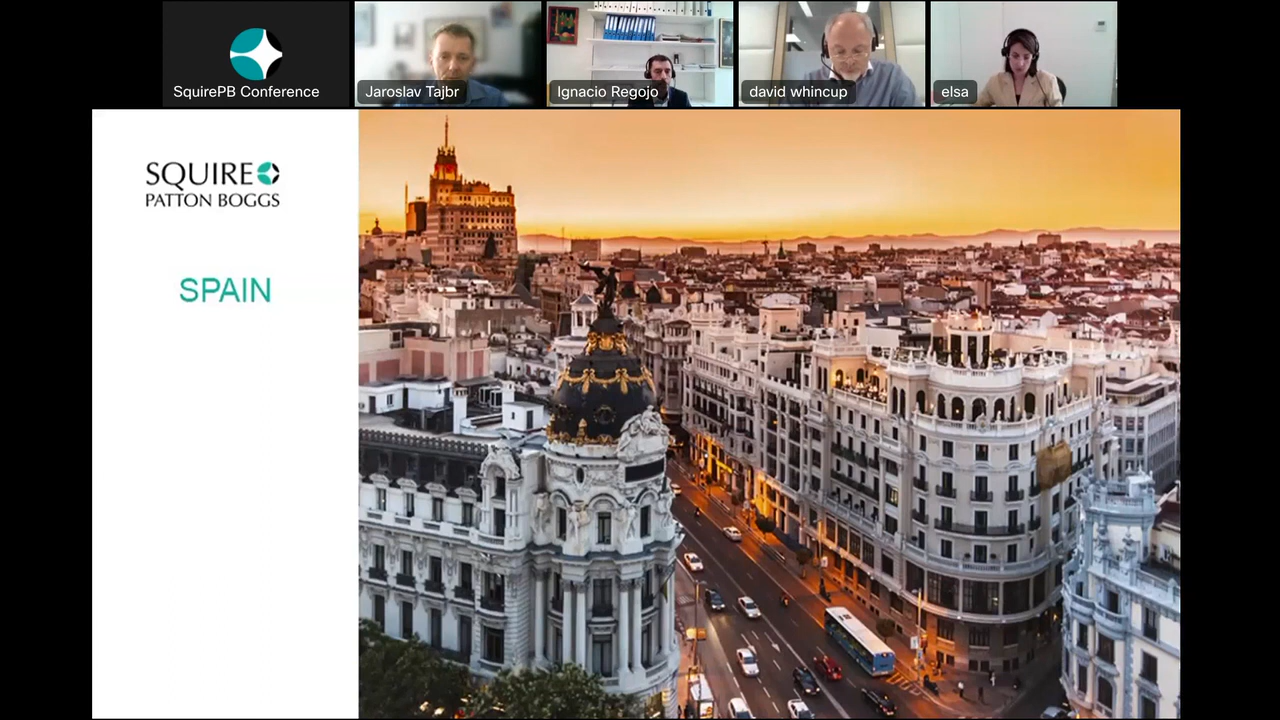 SquirePB Conference
Jaroslav Tajbr
Ignacio Regojo
david whincup
elsa
SQUIRE
PATTON BOGGS
SPAIN